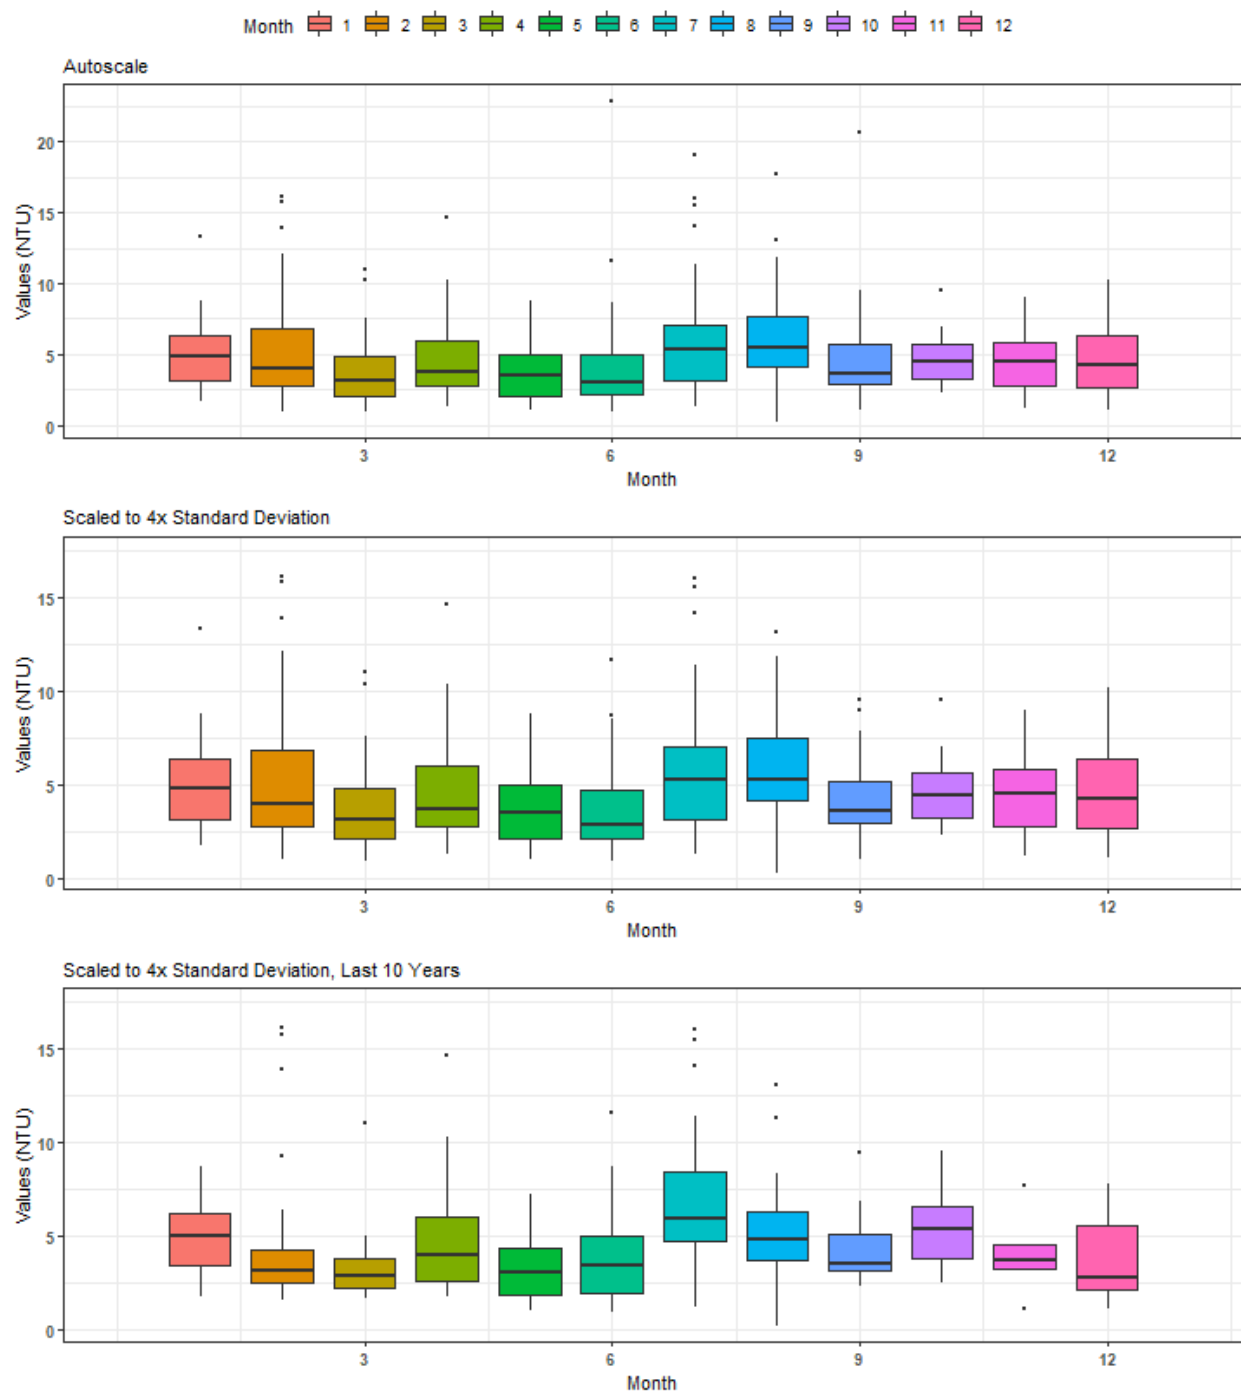 Month 1 2 3 4 5 6 7 8 9 10 11 12
Autoscale
Values (NTU)
20
15
10
5
0
3 6 9 12
Month
Scaled to 4x Standard Deviation
Values (NTU)
15
10
5
0
3 6 9 12
Month
Scaled to 4x Standard Deviation, Last 10 Years
Values (NTU)
15
10
5
0
3 6 9 12
Month